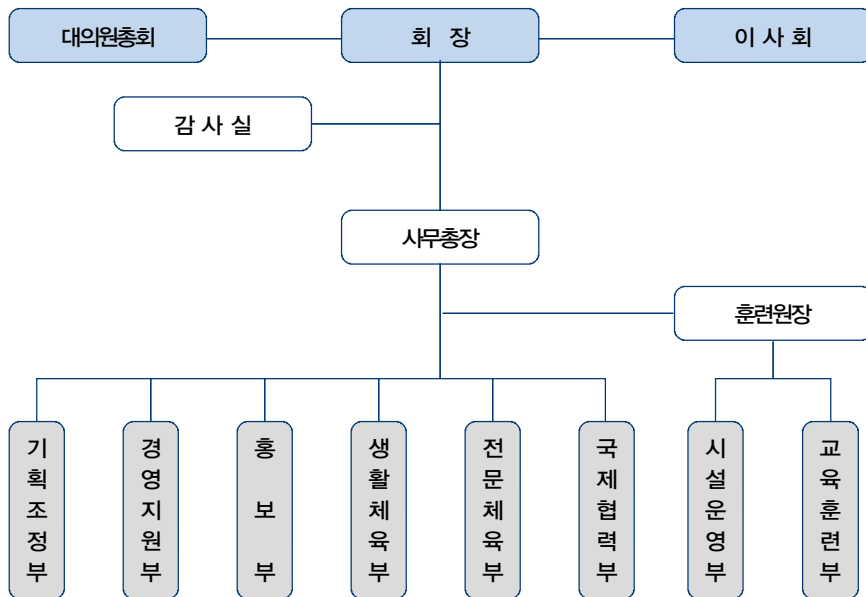 대의원총회
회 장
이 사 회
감 사 실
사무총장
훈련원장
기획조정부
경영지원부
홍 보 부
생활체육부
전문체육부
국제협력부
시설운영부
교육훈련부